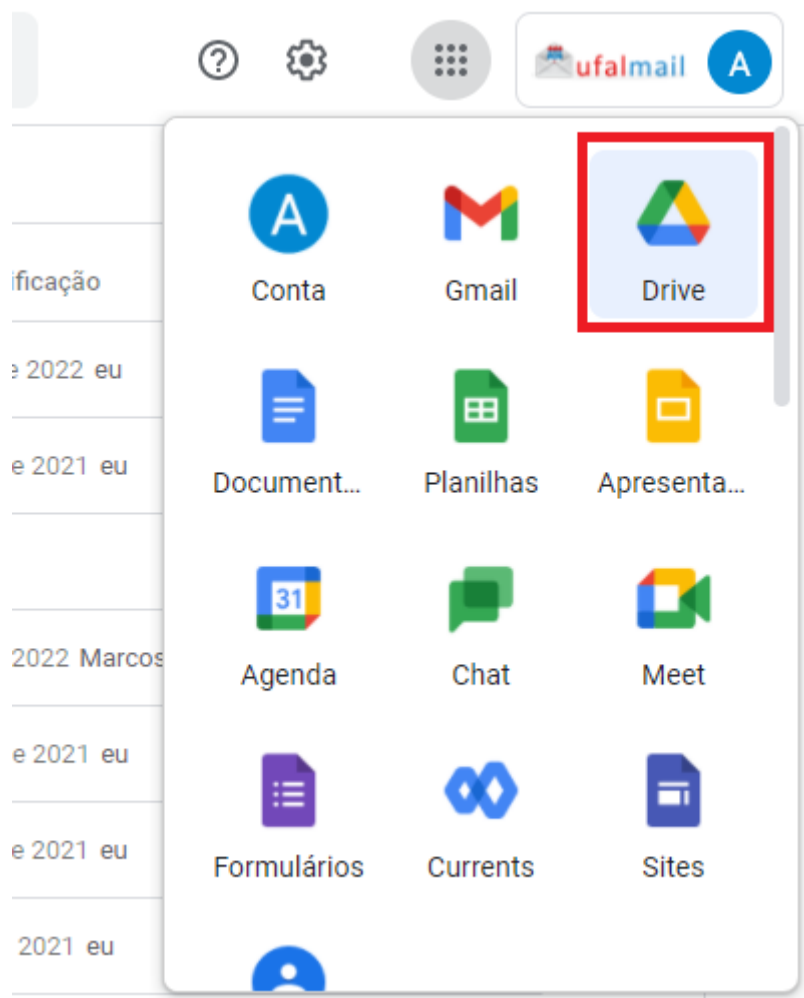 ufalmail A
A
Conta Gmail Drive
ificação
2022 eu
Document... Planilhas Apresenta...
e 2021 eu
31
Agenda Chat Meet
2022 Marcos
e 2021 eu
Formulários Currents Sites
e 2021 eu
2021 eu